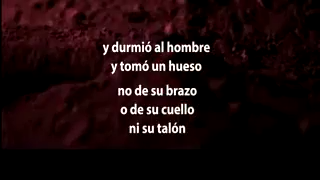 y durmió al hombre
y tomó un hueso
no de su brazo
o de su cuello
ni su talón